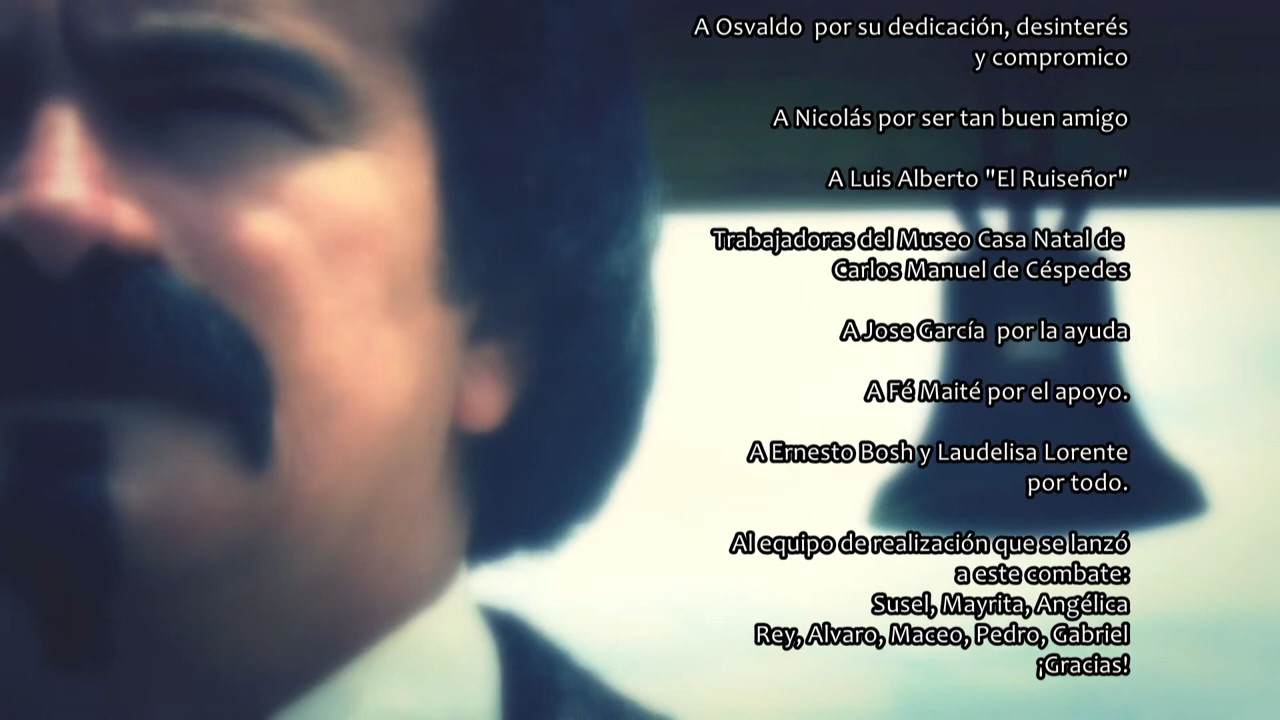 A Osvaldo  por su dedicación, desinterés
y compromico
A Nicolás por ser tan buen amigo
A Luis Alberto "El Ruiseñor"
Trabajadoras del Museo Casa Natal de
Carlos Manuel de Céspedes
A Jose García  por la ayuda
A Fé Maité por el apoyo.
A Ernesto Bosh y Laudelisa Lorente
por todo.
Al equipo de realización que se lanzó
a este combate:
Susel, Mayrita, Angélica
Rey, Alvaro, Maceo, Pedro, Gabriel
¡Gracias!